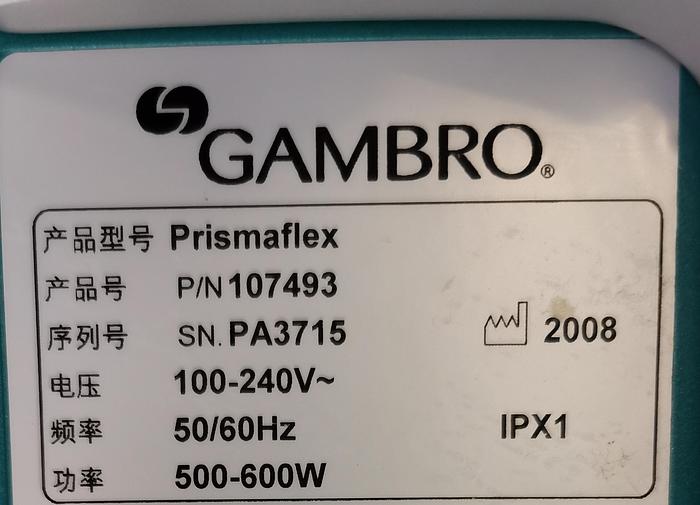 GAMBRO®
产品型号 Prismaflex
产品号 P/N 107493
序列号 SN. PA3715 2008
电压 100-240V~
频率 50/60Hz IPX1
功率 500-600W